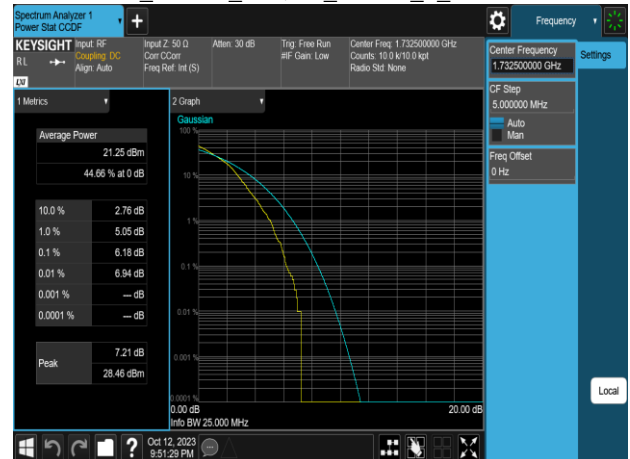 Spectrum Analyzer 1
Power Stat CCDF
Frequency
KEYSIGHT
RL
LXI
Input: RF
Coupling: DC
Align: Auto
Input Z: 50 Ω
Corr CCorr
Freq Ref: Int (S)
Atten: 30 dB
Trig: Free Run
#IF Gain: Low
Center Freq: 1.732500000 GHz
Counts: 10.0 k/10.0 kpt
Radio Std: None
Center Frequency
1.732500000 GHz
Settings
CF Step
5.000000 MHz
Auto
Man
Freq Offset
0 Hz
Local
1 Metrics
Average Power
21.25 dBm
44.66 % at 0 dB
10.0 % 2.76 dB
1.0 % 5.05 dB
0.1 % 6.18 dB
0.01 % 6.94 dB
0.001 % --- dB
0.0001 % --- dB
Peak
7.21 dB
28.46 dBm
2 Graph
Gaussian
100 %
10 %
1 %
0.1 %
0.01 %
0.001 %
0.0001 %
0.00 dB 20.00 dB
Info BW 25.000 MHz
?
Oct 12, 2023
9:51:29 PM